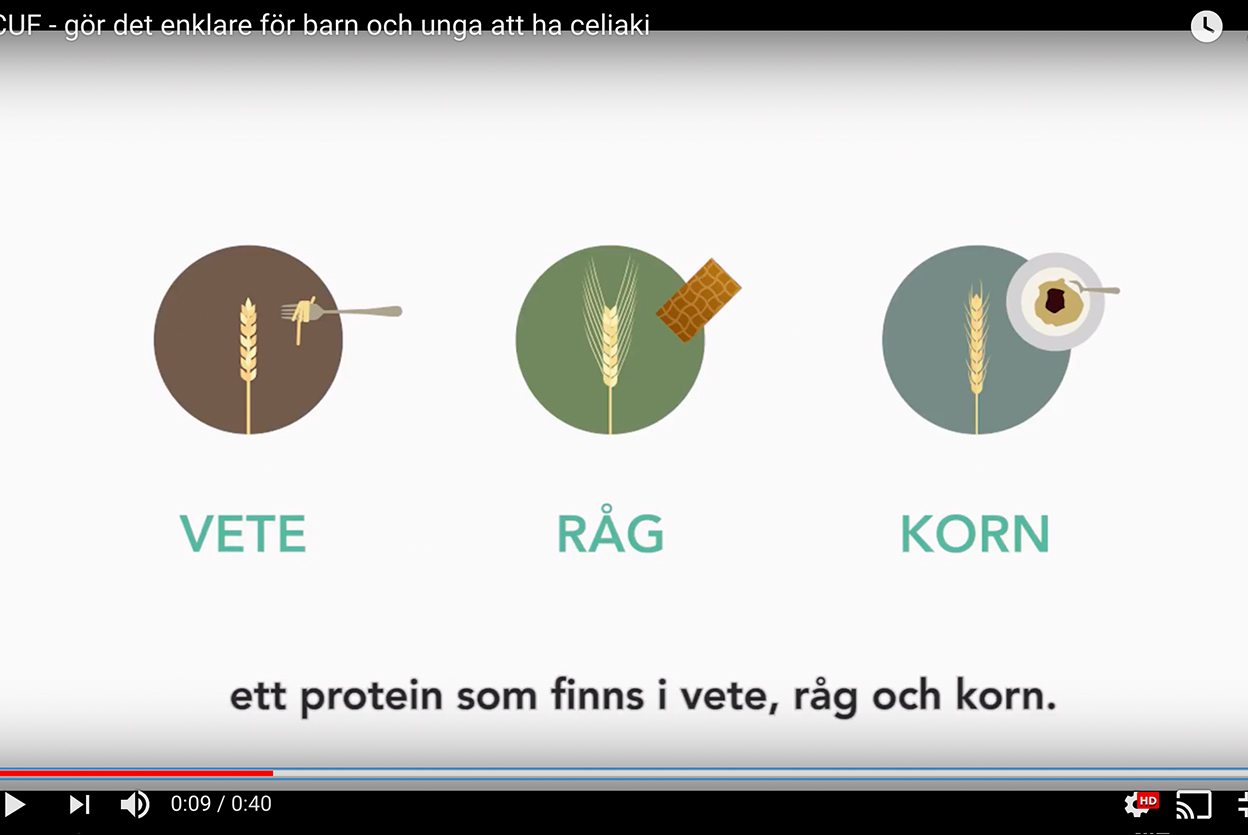 CUF - gör det enklare för barn och unga att ha celiaki
VETE
RÅG
KORN
ett protein som finns i vete, råg och korn.
0:09 / 0:40
HD